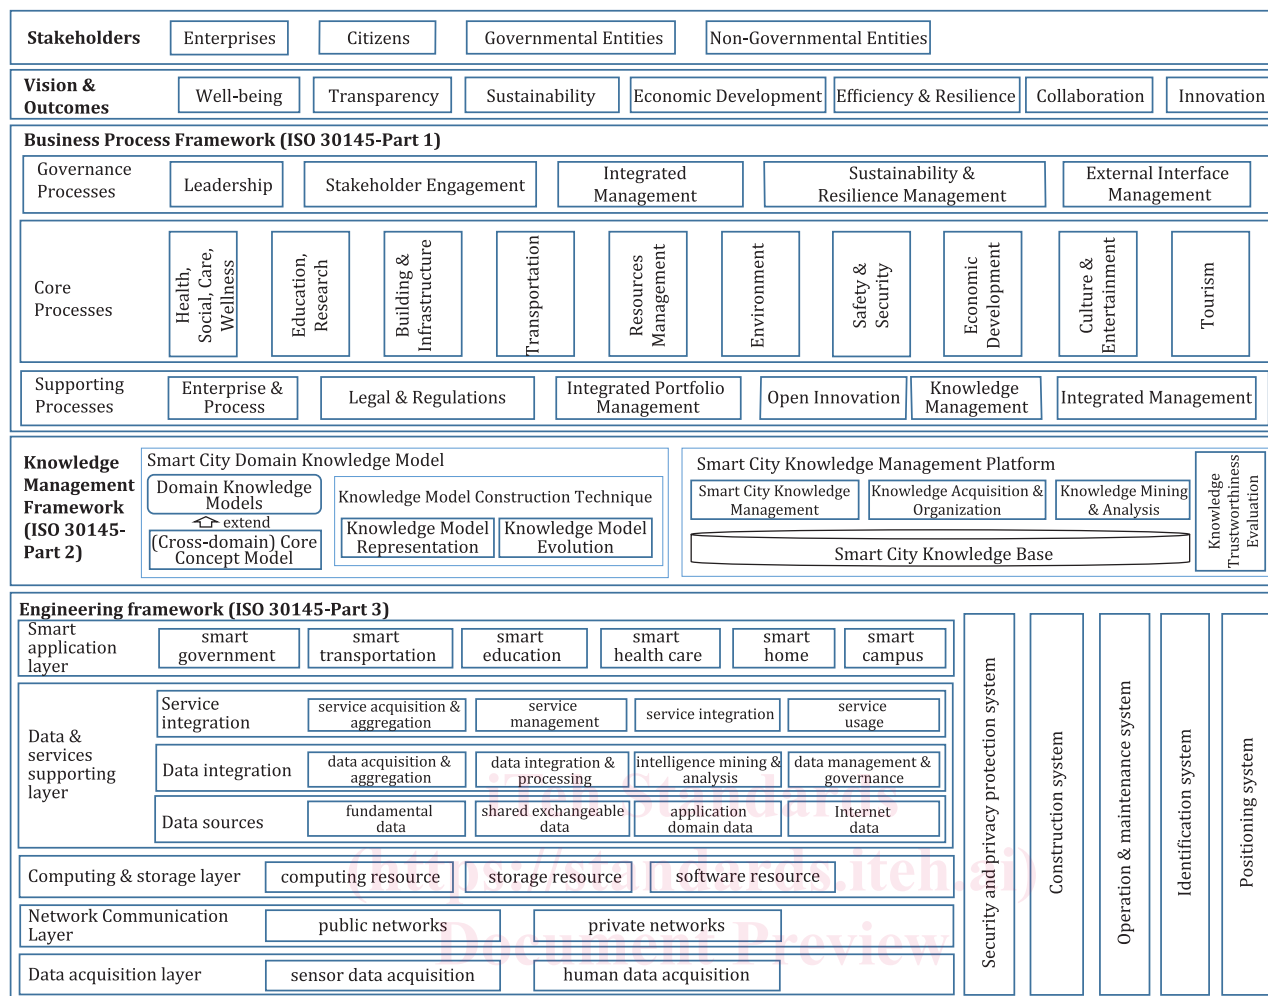 Stakeholders
Enterprises
Citizens
Governmental Entities
Non-Governmental Entities
Vision &
Outcomes
Well-being
Transparency
Sustainability
Economic Development
Efficiency & Resilience
Collaboration
Innovation
Business Process Framework (ISO 30145-Part 1)
Governance
Processes
Leadership
Stakeholder Engagement
Integrated
Management
Sustainability &
Resilience Management
External Interface
Management
Core
Processes
Health,
Social, Care,
Wellness
Education,
Research
Building &
Infrastructure
Transportation
Resources
Management
Environment
Safety &
Security
Economic
Development
Culture &
Entertainment
Tourism
Supporting
Processes
Enterprise &
Process
Legal & Regulations
Integrated Portfolio
Management
Open Innovation
Knowledge
Management
Integrated Management
Knowledge
Management
Framework
(ISO 30145-
Part 2)
Smart City Domain Knowledge Model
Domain Knowledge
Models
extend
(Cross-domain) Core
Concept Model
Knowledge Model Construction Technique
Knowledge Model
Representation
Knowledge Model
Evolution
Smart City Knowledge Management Platform
Smart City Knowledge
Management
Knowledge Acquisition &
Organization
Knowledge Mining
& Analysis
Smart City Knowledge Base
Knowledge
Trustworthiness
Evaluation
Engineering framework (ISO 30145-Part 3)
Smart
application
layer
smart
government
smart
transportation
smart
education
smart
health care
smart
home
smart
campus
Data &
services
supporting
layer
Service
integration
service acquisition &
aggregation
service
management
service integration
service
usage
Data integration
data acquisition &
aggregation
data integration &
processing
intelligence mining &
analysis
data management &
governance
Data sources
fundamental
data
shared exchangeable
data
application
domain data
Internet
data
Computing & storage layer
computing resource
storage resource
software resource
Network Communication
Layer
public networks
private networks
Data acquisition layer
sensor data acquisition
human data acquisition
Security and privacy protection system
Construction system
Operation & maintenance system
Identification system
Positioning system
iTeh Standards
(https://standards.iteh.ai)
Document Preview